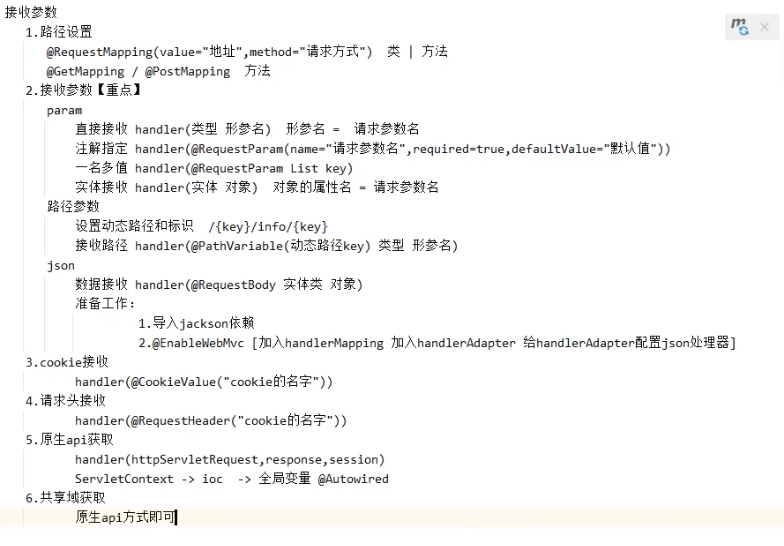 接收参数
1.路径设置
@RequestMapping(value="地址",method="请求方式")  类 | 方法
@GetMapping / @PostMapping  方法
2.接收参数【重点】
param
直接接收 handler(类型 形参名)  形参名 =  请求参数名
注解指定 handler(@RequestParam(name="请求参数名",required=true,defaultValue="默认值"))
一名多值 handler(@RequestParam List key)
实体接收 handler(实体 对象)  对象的属性名 = 请求参数名
路径参数
设置动态路径和标识  /{key}/info/{key}
接收路径 handler(@PathVariable(动态路径key) 类型 形参名)
json
数据接收 handler(@RequestBody 实体类 对象)
准备工作：
1.导入jackson依赖
2.@EnableWebMvc [加入handlerMapping 加入handlerAdapter 给handlerAdapter配置json处理器]
3.cookie接收
handler(@CookieValue("cookie的名字"))
4.请求头接收
handler(@RequestHeader("cookie的名字"))
5.原生api获取
handler(httpServletRequest,response,session)
ServletContext -> ioc  -> 全局变量 @Autowired
6.共享域获取
原生api方式即可